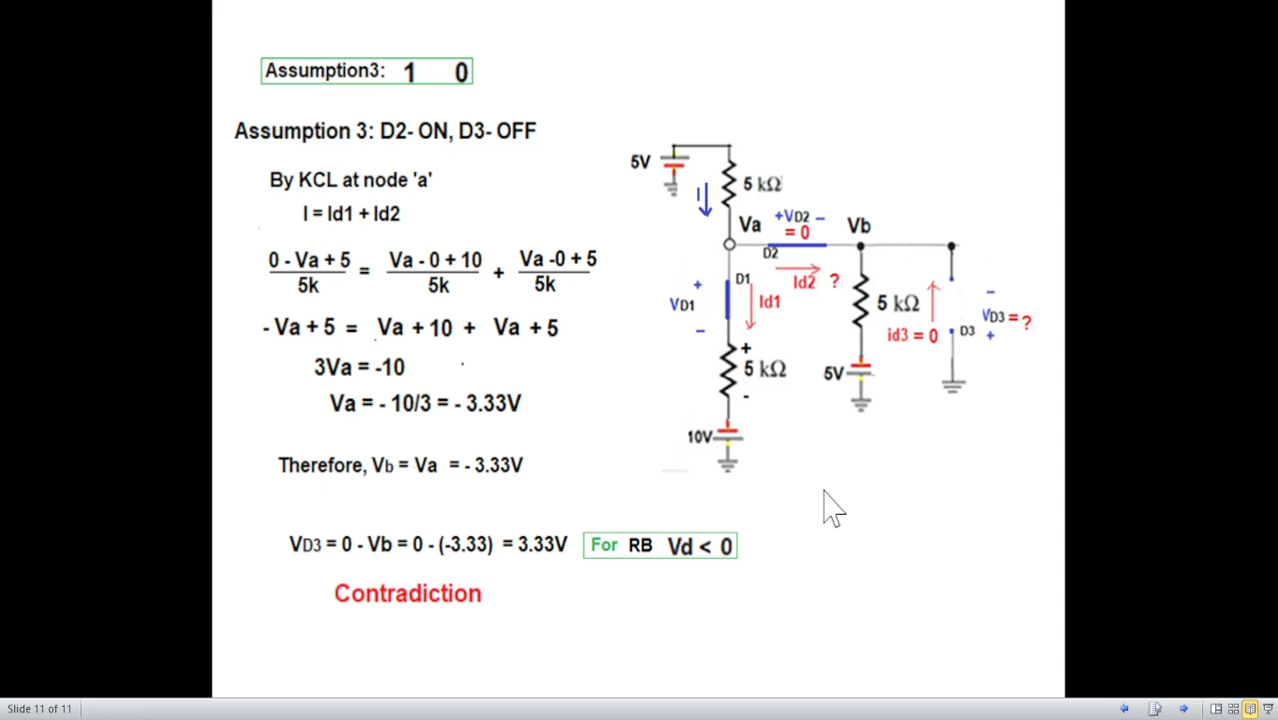 Assumption3: 1 0
Assumption 3: D2- ON, D3- OFF
By KCL at node 'a'
I = Id1 + Id2
0 - Va + 5 / 5k = Va - 0 + 10 / 5k + Va -0 + 5 / 5k
- Va + 5 = Va + 10 + Va + 5
3Va = -10
Va = - 10/3 = - 3.33V
Therefore, Vb = Va = - 3.33V
VD3 = 0 - Vb = 0 - (-3.33) = 3.33V
For RB Vd < 0
Contradiction
5V
5 kΩ
I
Va
+VD2 -
= 0
Vb
D2
Id2 ?
D1
+
VD1
-
Id1
+
5 kΩ
-
10V
5 kΩ
5V
id3 = 0
D3
-
VD3 = ?
+
Slide 11 of 11